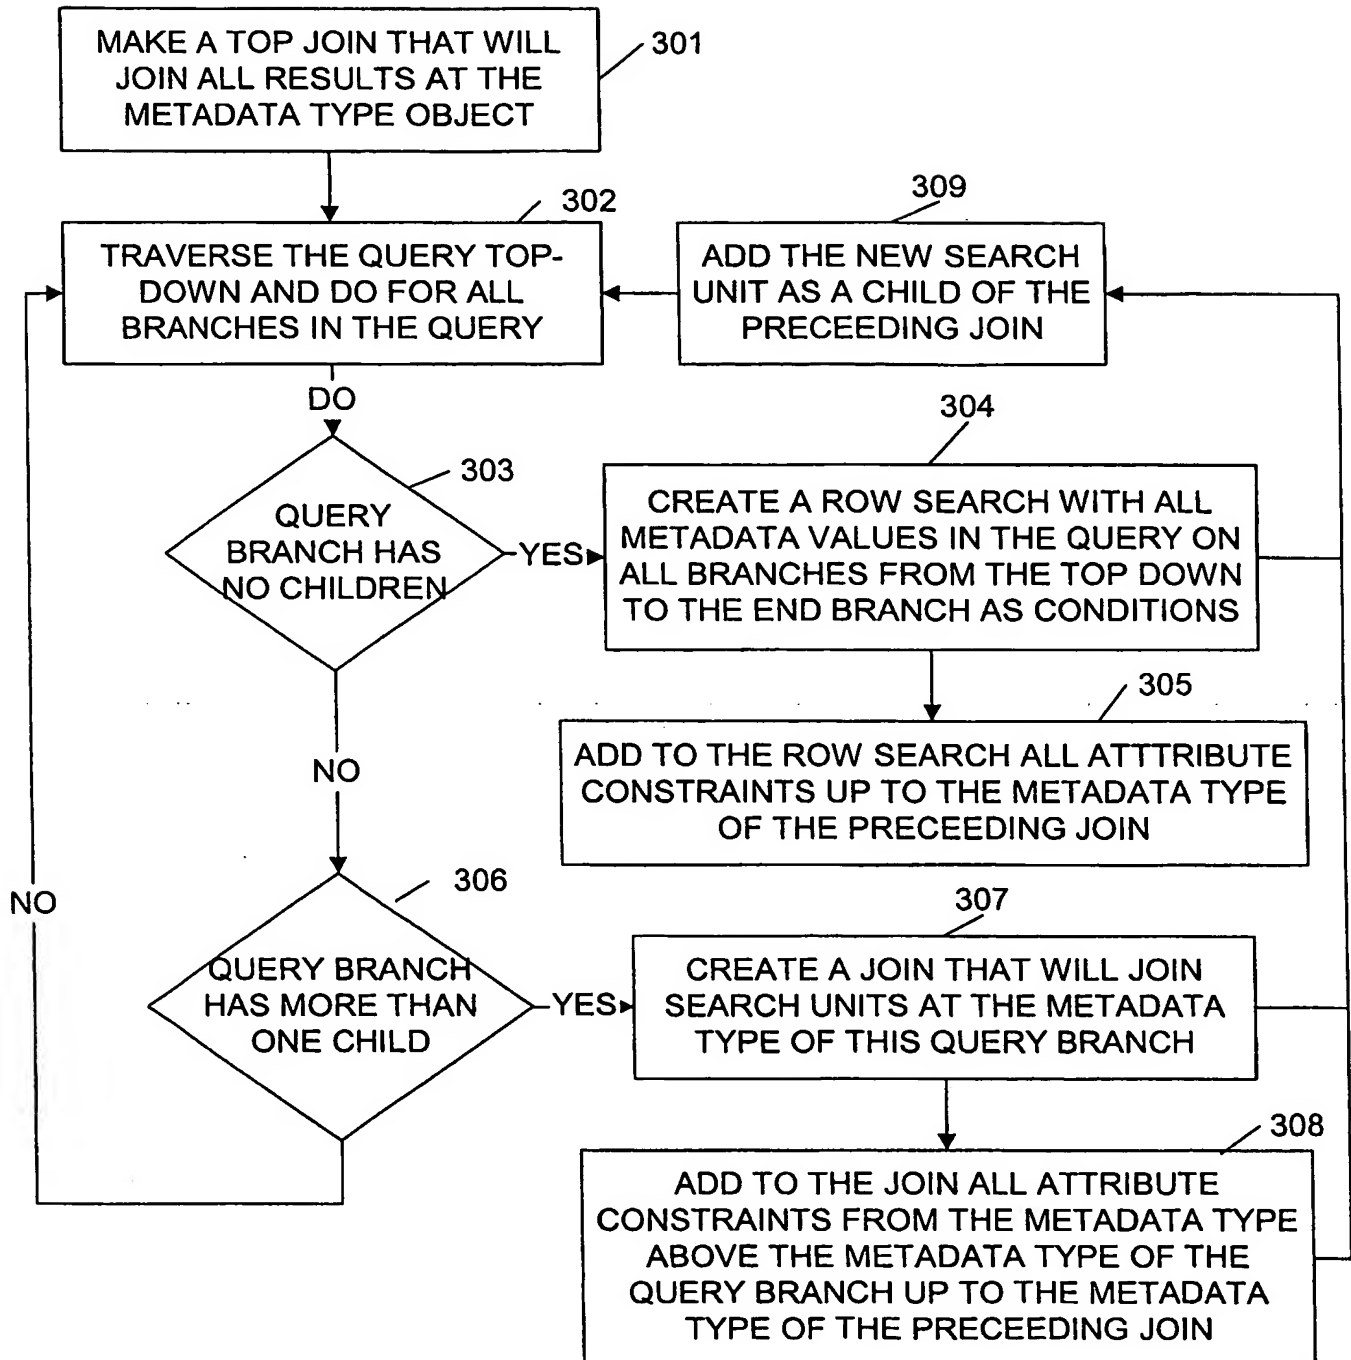 MAKE A TOP JOIN THAT WILL
JOIN ALL RESULTS AT THE
METADATA TYPE OBJECT
301
302
TRAVERSE THE QUERY TOP-
DOWN AND DO FOR ALL
BRANCHES IN THE QUERY
309
ADD THE NEW SEARCH
UNIT AS A CHILD OF THE
PRECEEDING JOIN
DO
303
QUERY
BRANCH HAS
NO CHILDREN
YES
304
CREATE A ROW SEARCH WITH ALL
METADATA VALUES IN THE QUERY ON
ALL BRANCHES FROM THE TOP DOWN
TO THE END BRANCH AS CONDITIONS
305
ADD TO THE ROW SEARCH ALL ATTTRIBUTE
CONSTRAINTS UP TO THE METADATA TYPE
OF THE PRECEEDING JOIN
NO
NO
306
QUERY BRANCH
HAS MORE THAN
ONE CHILD
YES
307
CREATE A JOIN THAT WILL JOIN
SEARCH UNITS AT THE METADATA
TYPE OF THIS QUERY BRANCH
308
ADD TO THE JOIN ALL ATTRIBUTE
CONSTRAINTS FROM THE METADATA TYPE
ABOVE THE METADATA TYPE OF THE
QUERY BRANCH UP TO THE METADATA
TYPE OF THE PRECEEDING JOIN